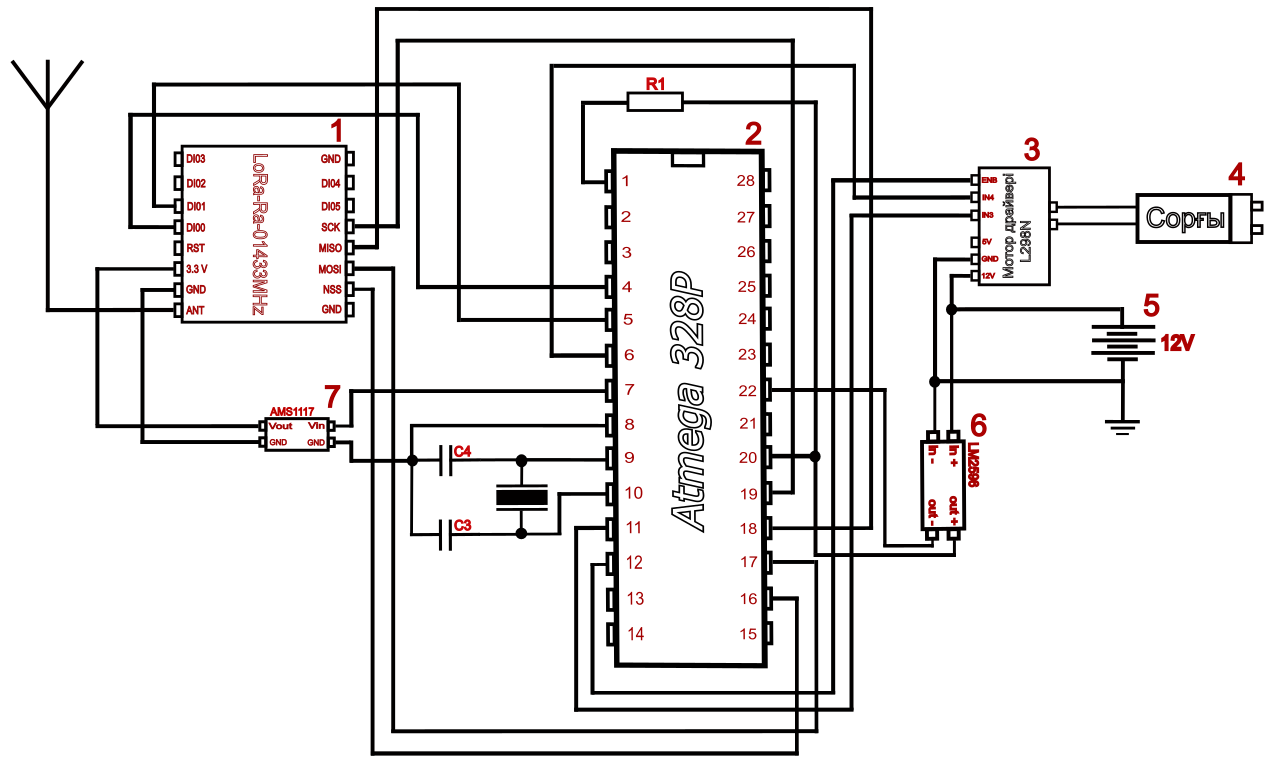 1
DI03
DI02
DI01
DI00
RST
3.3 V
GND
ANT
LoRa-Ra-01433MHz
GND
DI04
DI05
SCK
MISO
MOSI
NSS
GND
R1
2
1
2
3
4
5
6
7
8
9
10
11
12
13
14
Atmega 328P
28
27
26
25
24
23
22
21
20
19
18
17
16
15
3
ENB
IN4
IN3
5V
GND
12V
Мотор драйвері
L298N
4
Сорғы
5
12V
6
In -
In +
out -
out +
LM2596
7
AMS1117
Vout
Vin
GND
GND
C4
C3